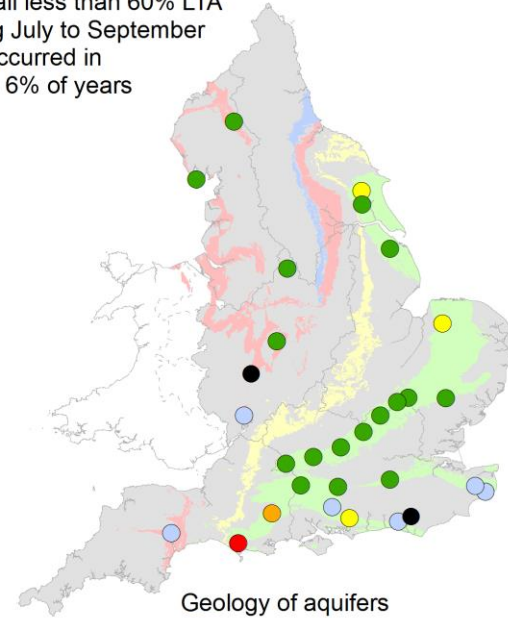 all less than 60% LTA
g July to September
ccurred in
6% of years
Geology of aquifers